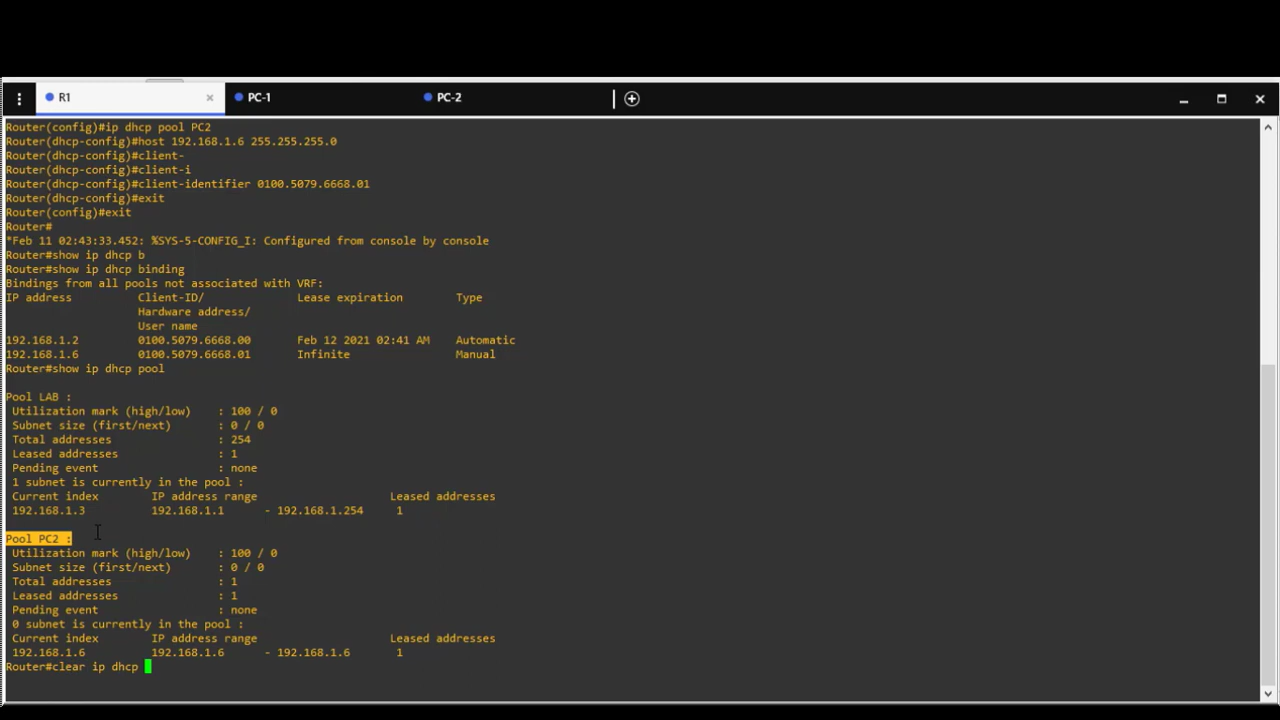 R1
PC-1
PC-2
Router(config)#ip dhcp pool PC2
Router(dhcp-config)#host 192.168.1.6 255.255.255.0
Router(dhcp-config)#client-
Router(dhcp-config)#client-i
Router(dhcp-config)#client-identifier 0100.5079.6668.01
Router(dhcp-config)#exit
Router(config)#exit
Router#
*Feb 11 02:43:33.452: %SYS-5-CONFIG_I: Configured from console by console
Router#show ip dhcp b
Router#show ip dhcp binding
Bindings from all pools not associated with VRF:
IP address Client-ID/ Lease expiration Type
Hardware address/
User name
192.168.1.2 0100.5079.6668.00 Feb 12 2021 02:41 AM Automatic
192.168.1.6 0100.5079.6668.01 Infinite Manual
Router#show ip dhcp pool
Pool LAB :
Utilization mark (high/low) : 100 / 0
Subnet size (first/next) : 0 / 0
Total addresses : 254
Leased addresses : 1
Pending event : none
1 subnet is currently in the pool :
Current index IP address range Leased addresses
192.168.1.3 192.168.1.1 - 192.168.1.254 1
Pool PC2 :
Utilization mark (high/low) : 100 / 0
Subnet size (first/next) : 0 / 0
Total addresses : 1
Leased addresses : 1
Pending event : none
0 subnet is currently in the pool :
Current index IP address range Leased addresses
192.168.1.6 192.168.1.6 - 192.168.1.6 1
Router#clear ip dhcp